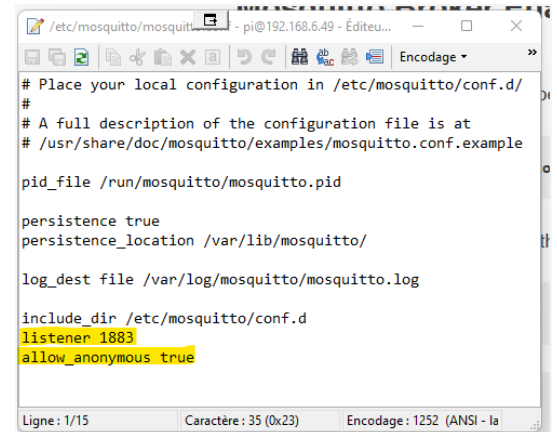 Mosquitto Broker Ena
/etc/mosquitto/mosquitto.conf - pi@192.168.6.49 - Éditeu...
Encodage
»
# Place your local configuration in /etc/mosquitto/conf.d/
#
# A full description of the configuration file is at
# /usr/share/doc/mosquitto/examples/mosquitto.conf.example
pid_file /run/mosquitto/mosquitto.pid
persistence true
persistence_location /var/lib/mosquitto/
log_dest file /var/log/mosquitto/mosquitto.log
include_dir /etc/mosquitto/conf.d
listener 1883
allow_anonymous true
Ligne : 1/15 Caractère : 35 (0x23) Encodage : 1252 (ANSI - la